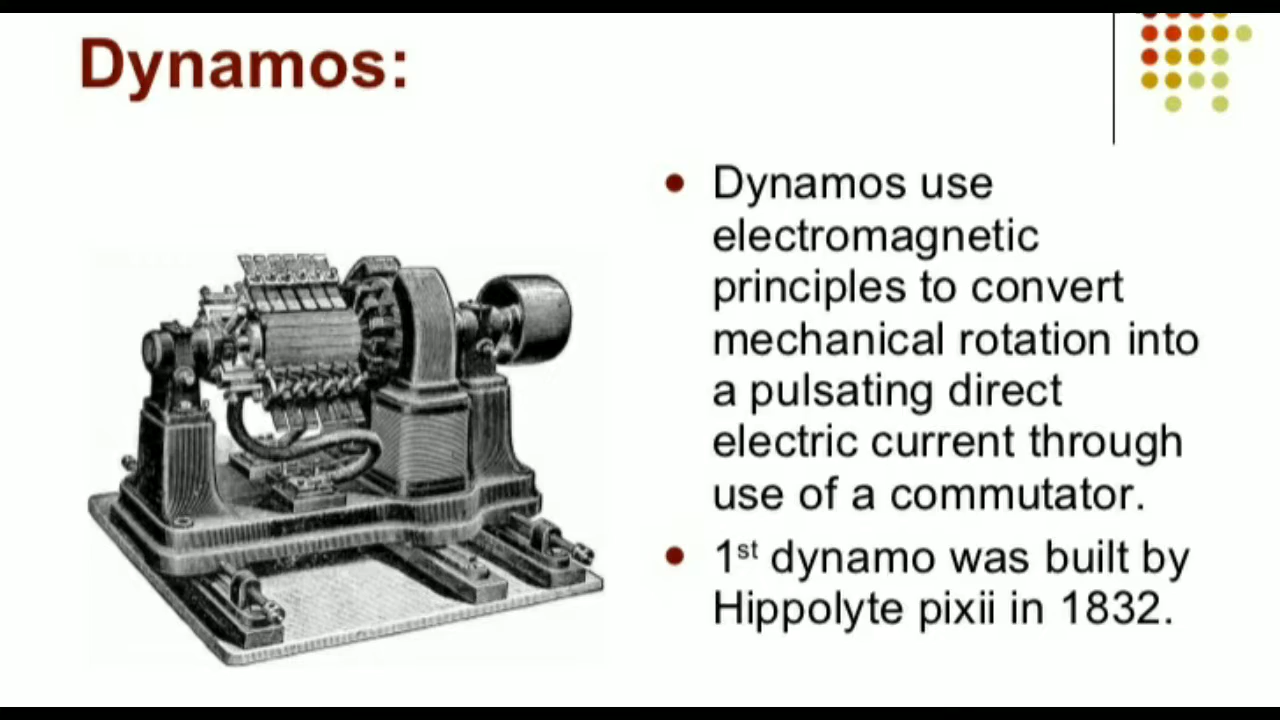 Dynamos:
Dynamos use
electromagnetic
principles to convert
mechanical rotation into
a pulsating direct
electric current through
use of a commutator.
1st dynamo was built by
Hippolyte pixii in 1832.